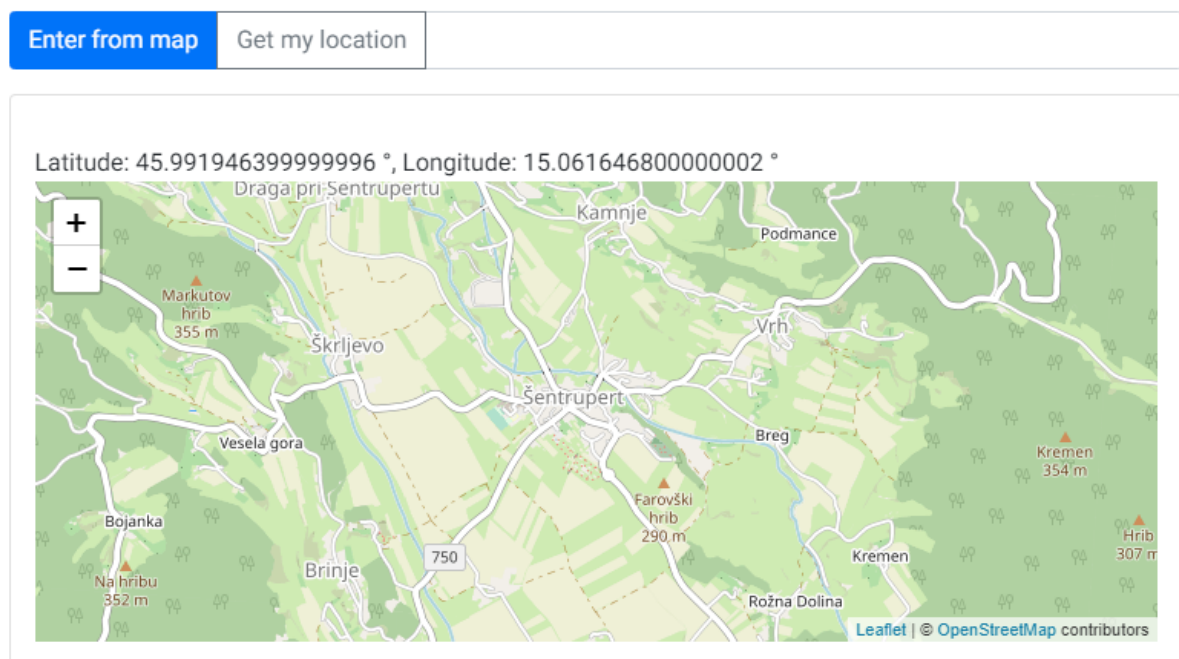 Enter from map Get my location
Latitude: 45.991946399999996 °, Longitude: 15.061646800000002 °
Draga pri Šentrupertu
+
−
Kamnje
Podmance
Markutov
hrib
355 m
Škrljevo
Vrh
Šentrupert
Vesela gora
Breg
Kremen
354 m
Farovški
hrib
290 m
Bojanka
Hrib
307 m
750
Kremen
Brinje
Na hribu
352 m
Rožna Dolina
Leaflet | © OpenStreetMap contributors